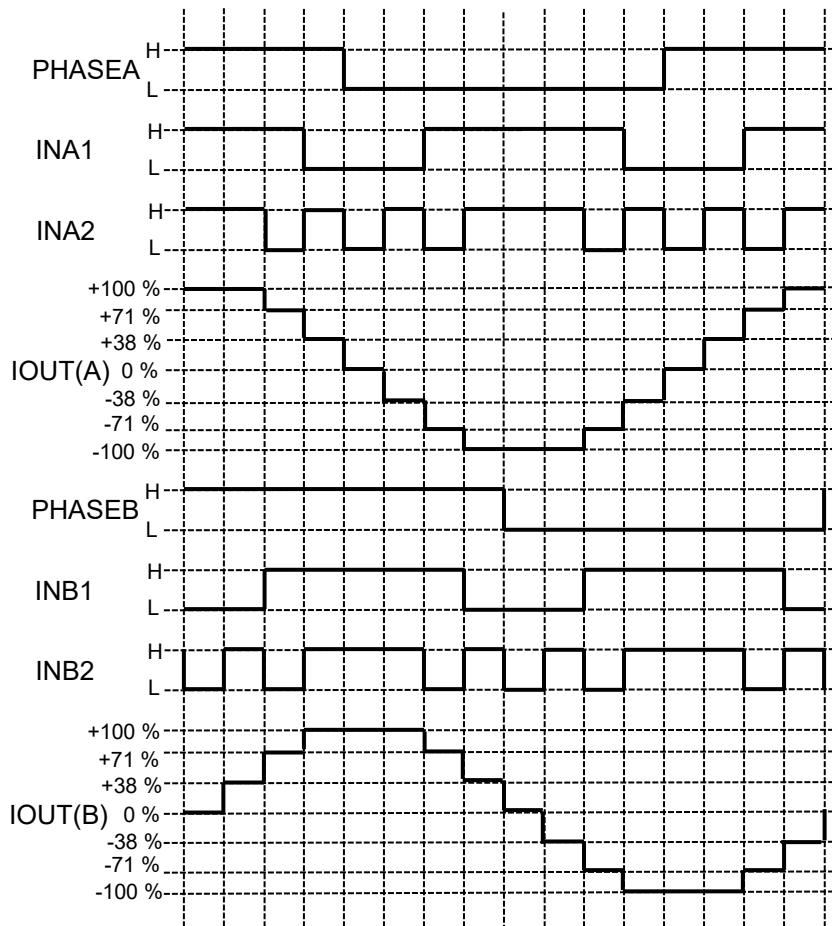 H
PHASEA
L
H
INA1
L
H
INA2
L
+100 %
+71 %
+38 %
IOUT(A) 0 %
-38 %
-71 %
-100 %
H
PHASEB
L
H
INB1
L
H
INB2
L
+100 %
+71 %
+38 %
IOUT(B) 0 %
-38 %
-71 %
-100 %